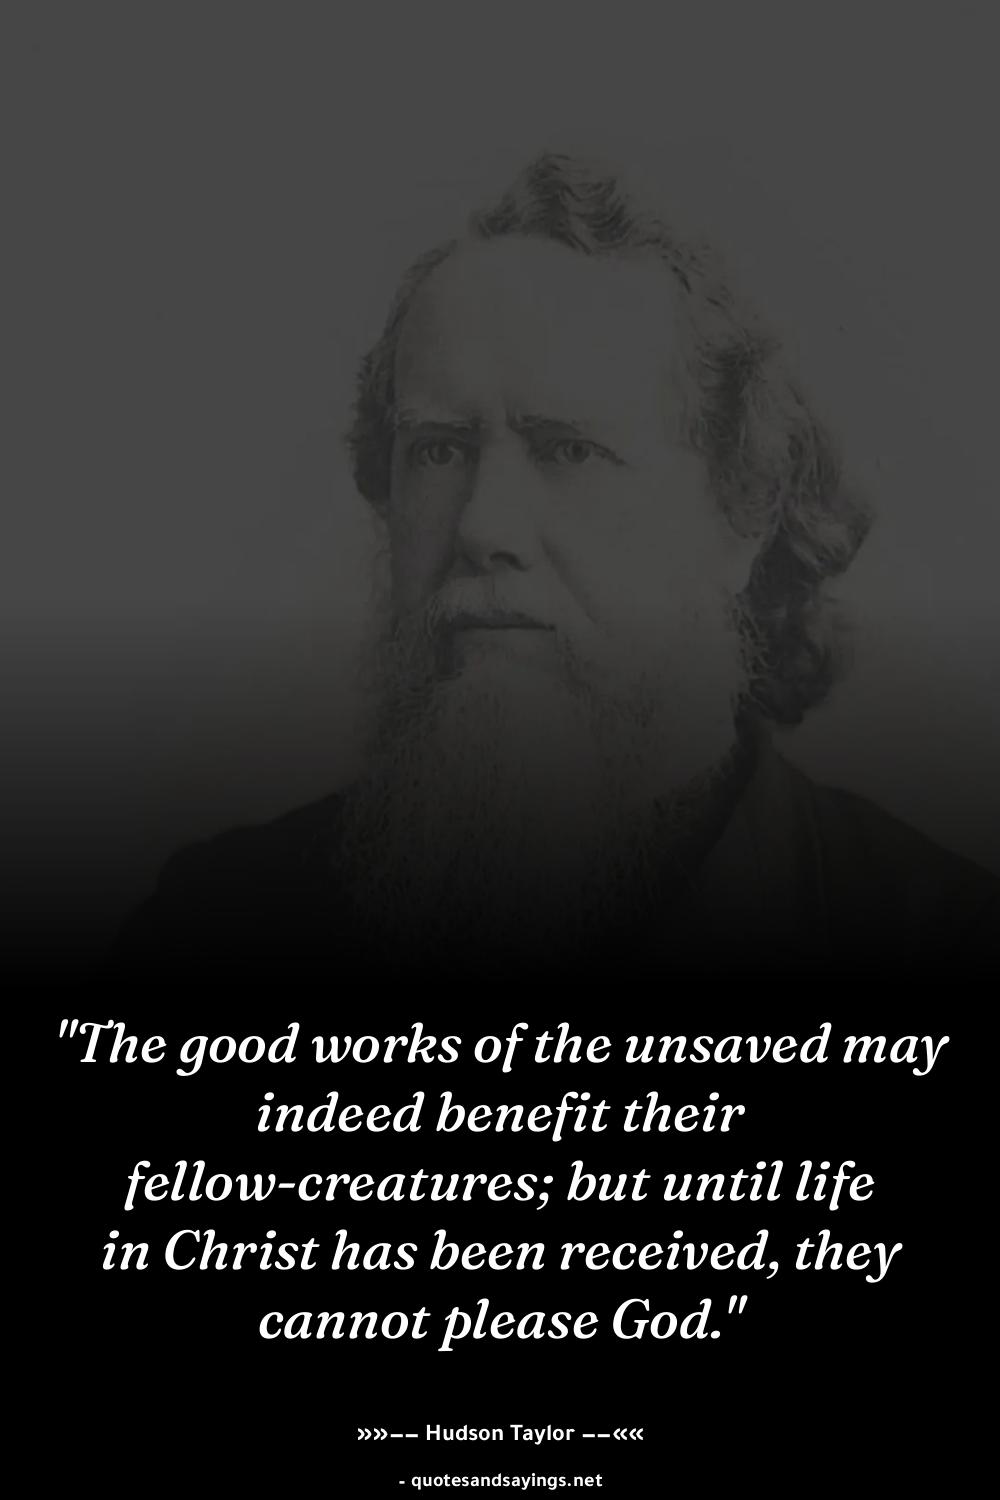 "The good works of the unsaved may
indeed benefit their
fellow-creatures; but until life
in Christ has been received, they
cannot please God."
»»−− Hudson Taylor −−««
- quotesandsayings.net